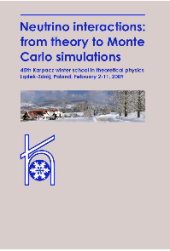 Neutrino interactions:
from theory to Monte
Carlo simulations
45th Karpacz winter school in theoretical physics
Lądek-Zdrój, Poland, February 2-11, 2009